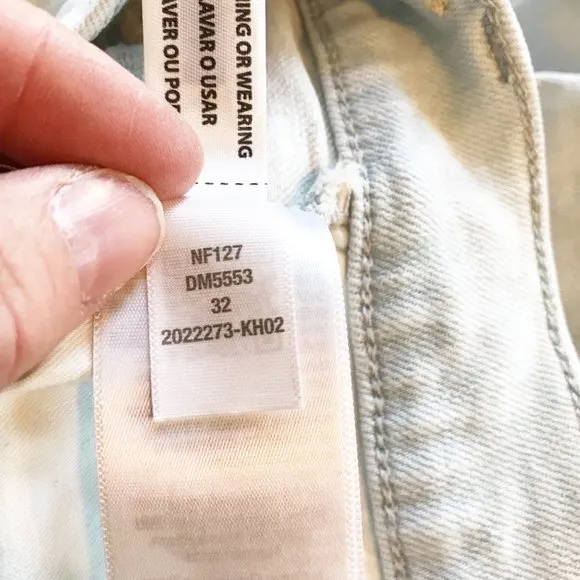 ING OR WEARING
LAVAR O USAR
AVER OU POR
NF127
DM5553
32
2022273-KH02